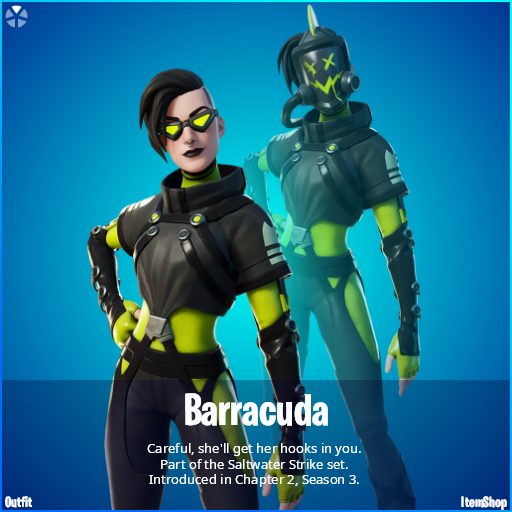 Barracuda
Careful, she'll get her hooks in you.
Part of the Saltwater Strike set.
Introduced in Chapter 2, Season 3.
Outfit
ItemShop